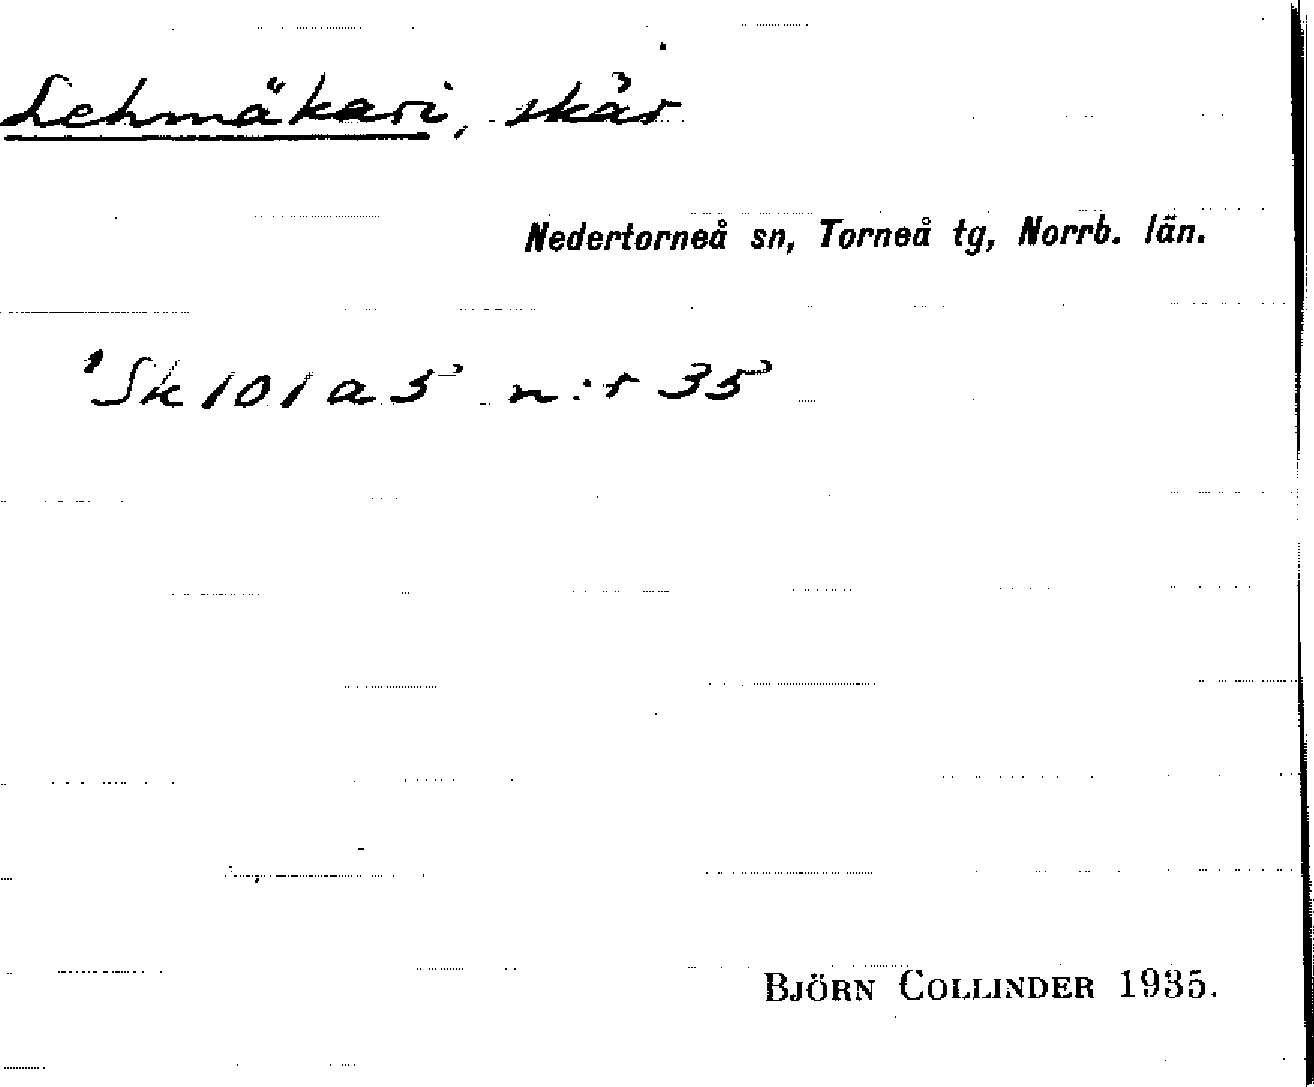 Lehmäkari, skär
Nedertorneå sn, Torneå tg, Norrb. län.
'Sk 101 a 5 n:r 35
BJÖRN COLLINDER 1935.